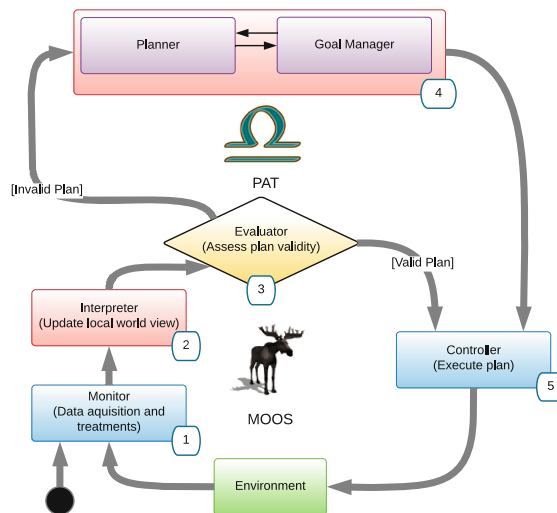 Planner
Goal Manager
4
[Invalid Plan]
PAT
Evaluator
(Assess plan validity)
3
[Valid Plan]
Interpreter
(Update local world view)
2
Controller
(Execute plan)
5
Monitor
(Data aquisition and
treatments)
1
MOOS
Environment